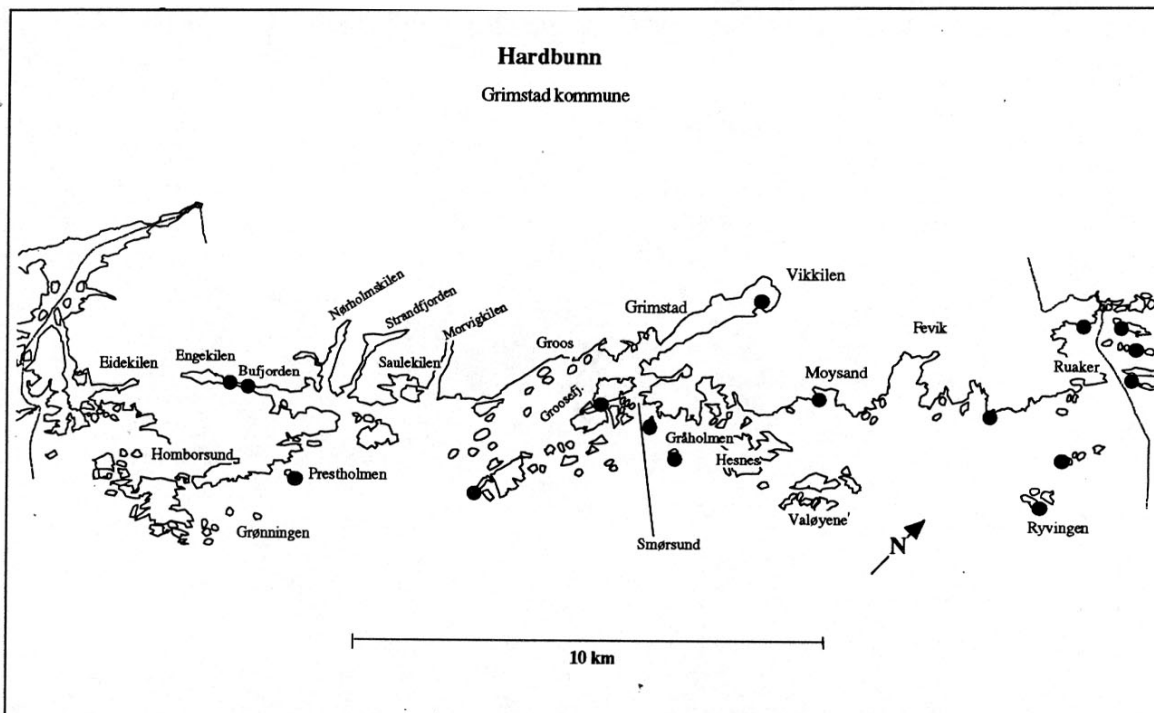 Hardbunn
Grimstad kommune
Nørholmskilen
Strandfjorden
Morvigkilen
Vikkilen
Grimstad
Fevik
Groos
Eidekilen
Engekilen
Bufjorden
Saulekilen
Ruaker
Moysand
Groosefj.
Gråholmen
Homborsund
Hesnes
Prestholmen
Valøyene
Grønningen
Ryvingen
Smørsund
N
10 km